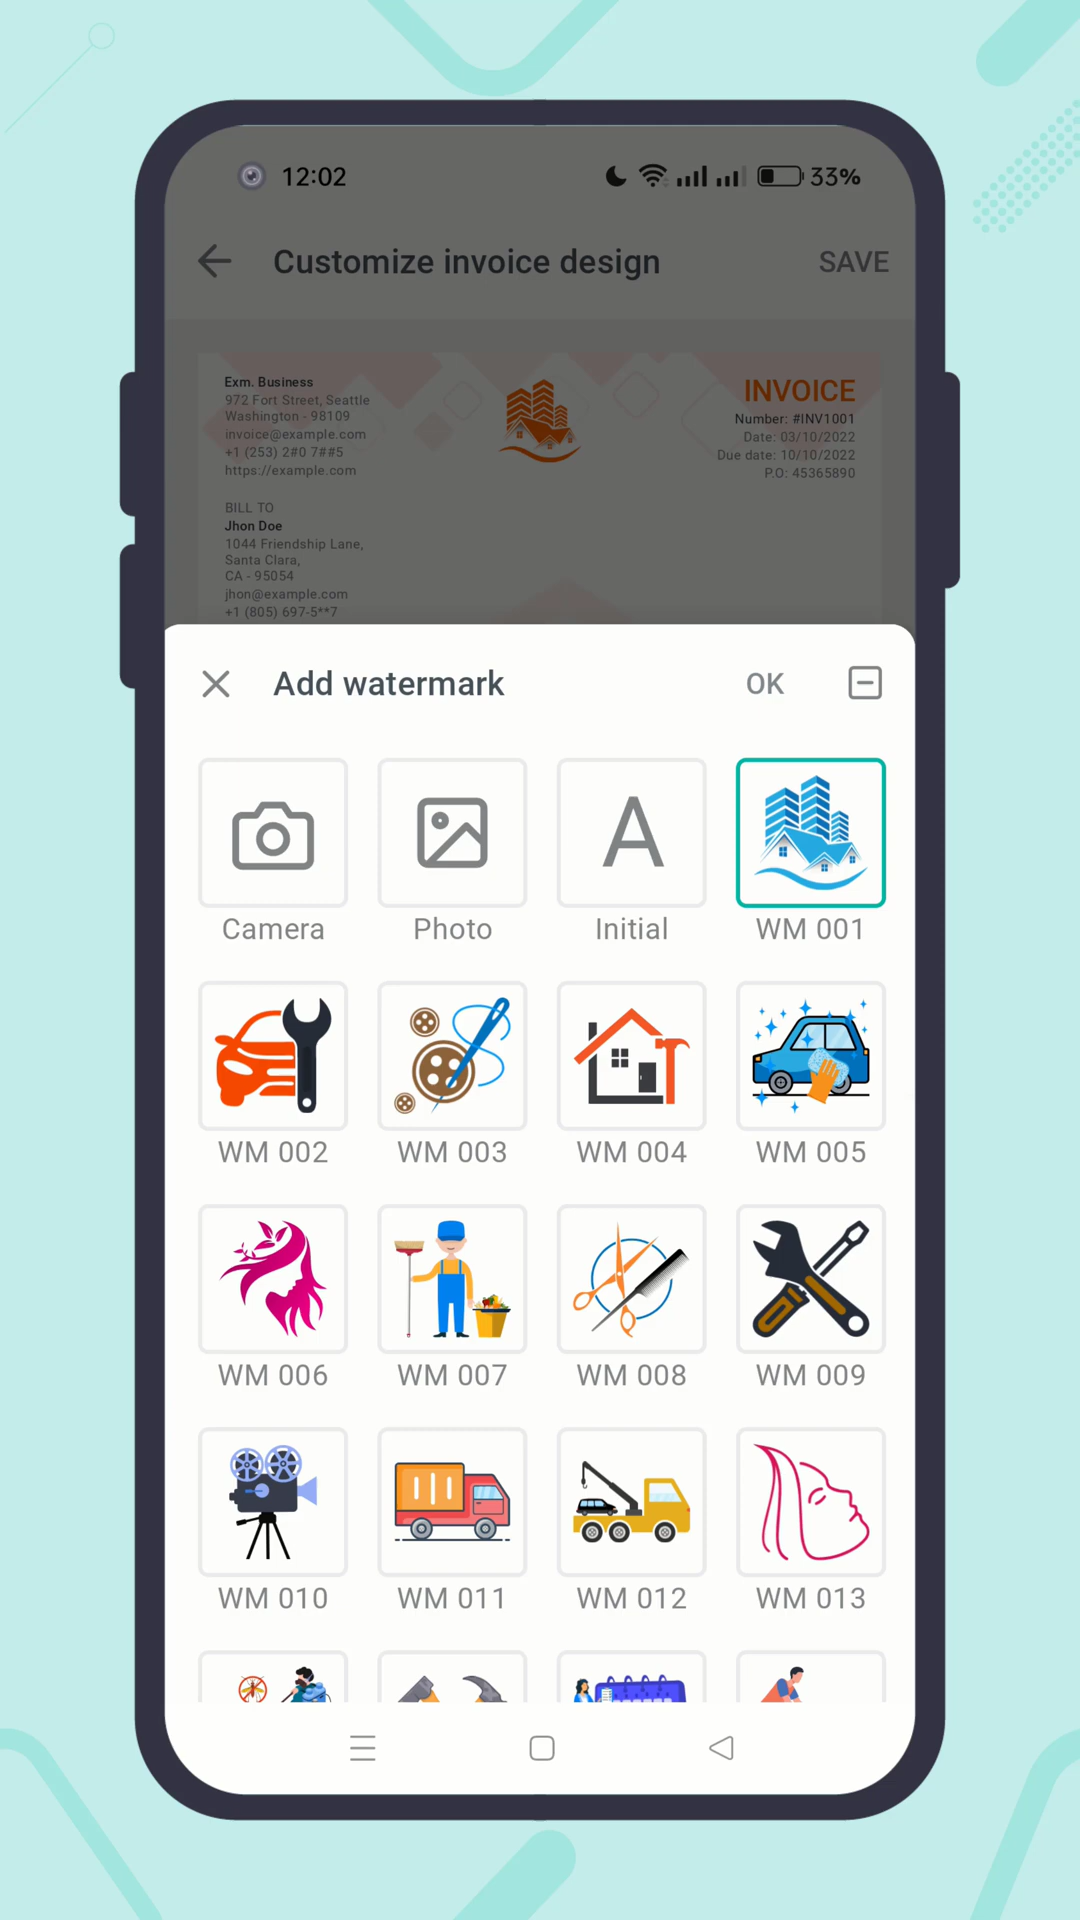 12:02
33%
Customize invoice design
SAVE
Exm. Business
972 Fort Street, Seattle
Washington - 98109
invoice@example.com
+1 (253) 2#0 7##5
https://example.com
INVOICE
Number: #INV1001
Date: 03/10/2022
Due date: 10/10/2022
P.O: 45365890
BILL TO
Jhon Doe
1044 Friendship Lane,
Santa Clara,
CA - 95054
jhon@example.com
+1 (805) 697-5**7
Add watermark
OK
A
Camera
Photo
Initial
WM 001
WM 002
WM 003
WM 004
WM 005
WM 006
WM 007
WM 008
WM 009
WM 010
WM 011
WM 012
WM 013